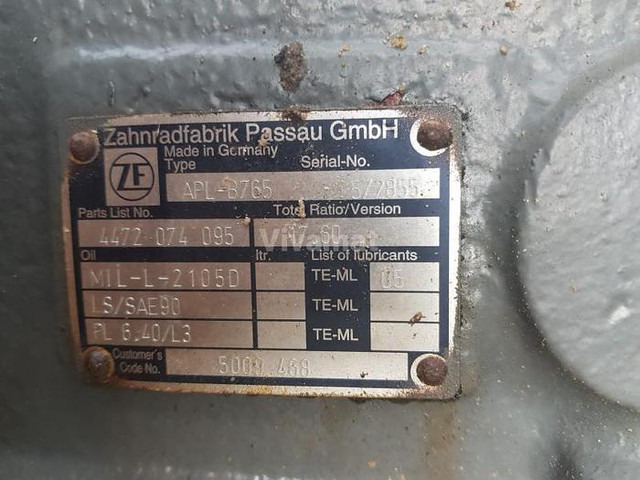 Zahnradfabrik Passau GmbH
Made in Germany
Type Serial-No.
ZF
APL-B765
Parts List No. Total Ratio/Version
4472 074 095
Vivamat
Oil ltr. List of lubricants
MIL-L-2105D TE-ML 05
LS/SAE90 TE-ML
PL 6.40/L3 TE-ML
Customer's
Code No.